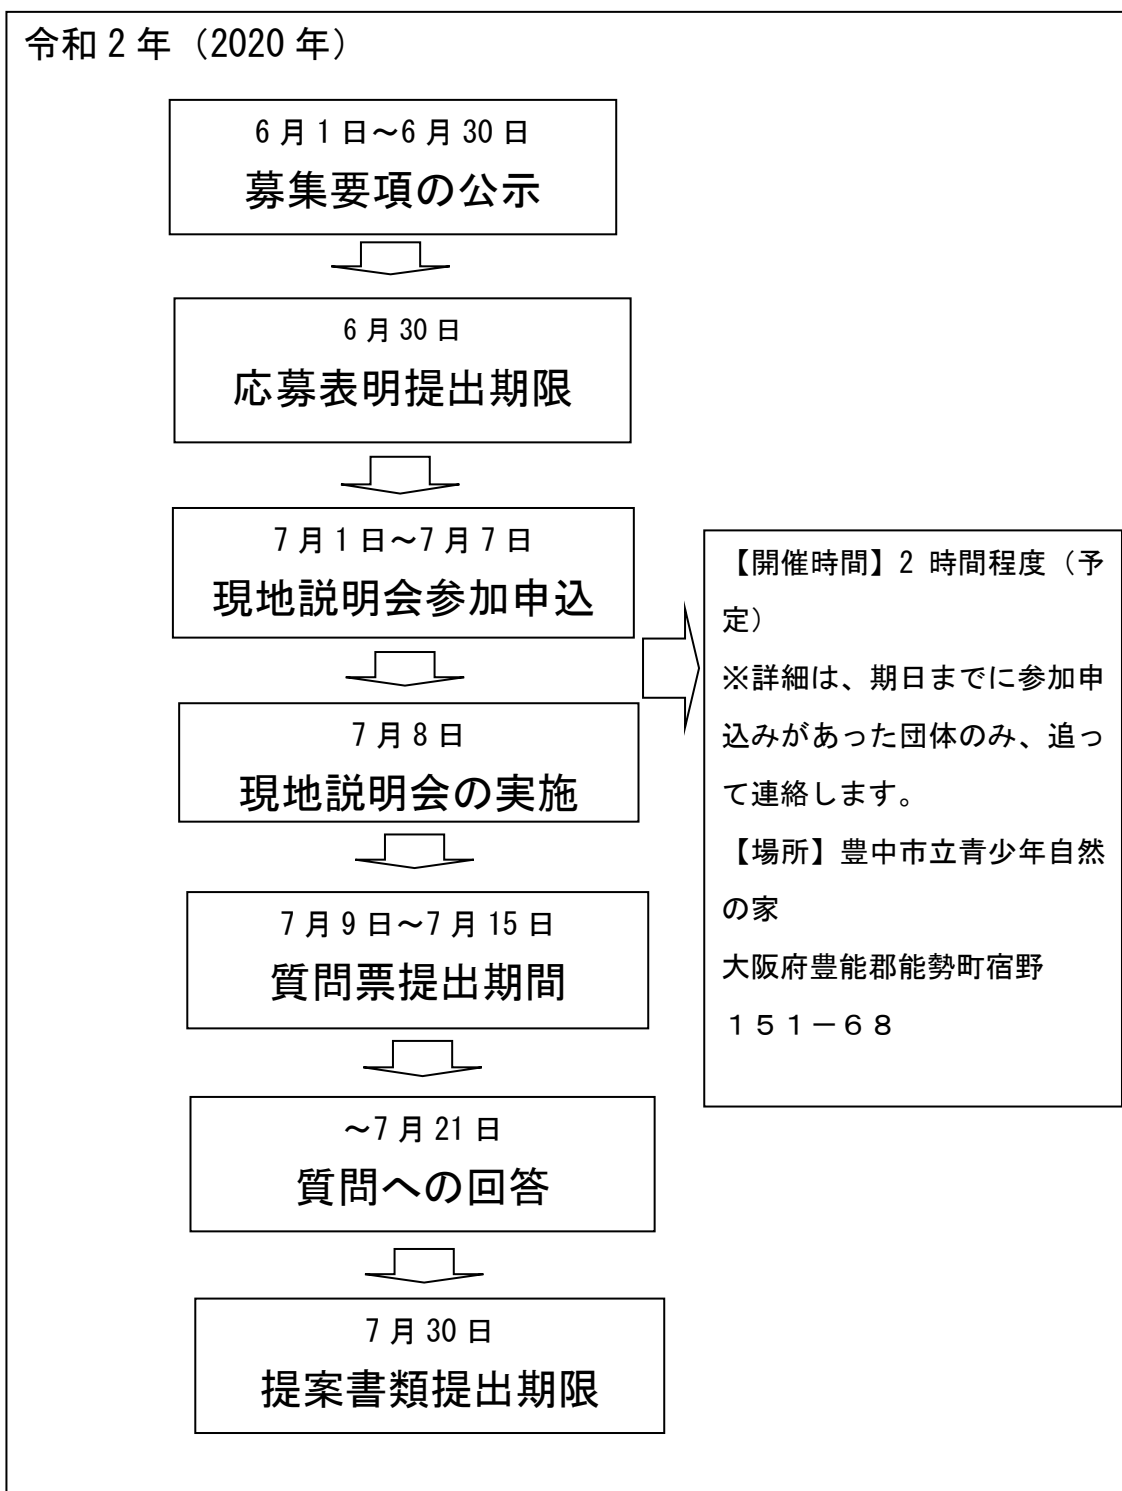 令和2年（2020年）
6月1日～6月30日
募集要項の公示
6月30日
応募表明提出期限
7月1日～7月7日
現地説明会参加申込
7月8日
現地説明会の実施
【開催時間】2 時間程度（予
定）
※詳細は、期日までに参加申
込みがあった団体のみ、追っ
て連絡します。
【場所】豊中市立青少年自然
の家
大阪府豊能郡能勢町宿野
１５１－６８
7月9日～7月15日
質問票提出期間
～7月21日
質問への回答
7月30日
提案書類提出期限